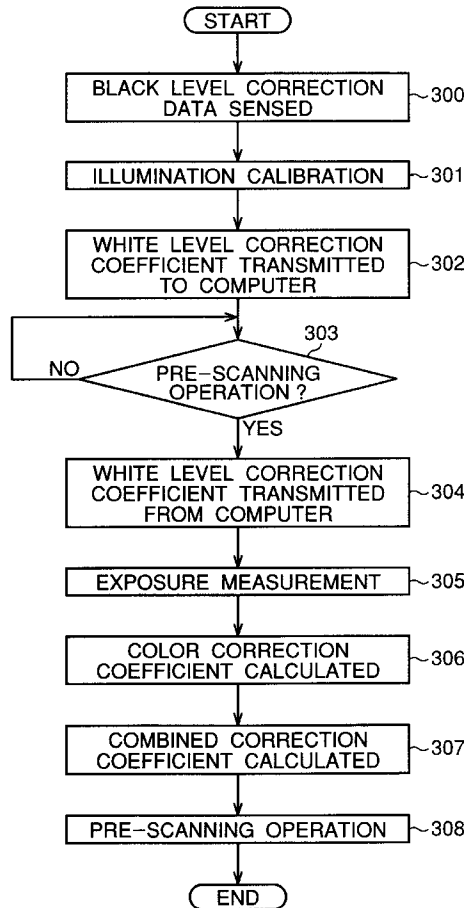 START
BLACK LEVEL CORRECTION
DATA SENSED
300
ILLUMINATION CALIBRATION
301
WHITE LEVEL CORRECTION
COEFFICIENT TRANSMITTED
TO COMPUTER
302
303
PRE-SCANNING
OPERATION ?
NO
YES
WHITE LEVEL CORRECTION
COEFFICIENT TRANSMITTED
FROM COMPUTER
304
EXPOSURE MEASUREMENT
305
COLOR CORRECTION
COEFFICIENT CALCULATED
306
COMBINED CORRECTION
COEFFICIENT CALCULATED
307
PRE-SCANNING OPERATION
308
END